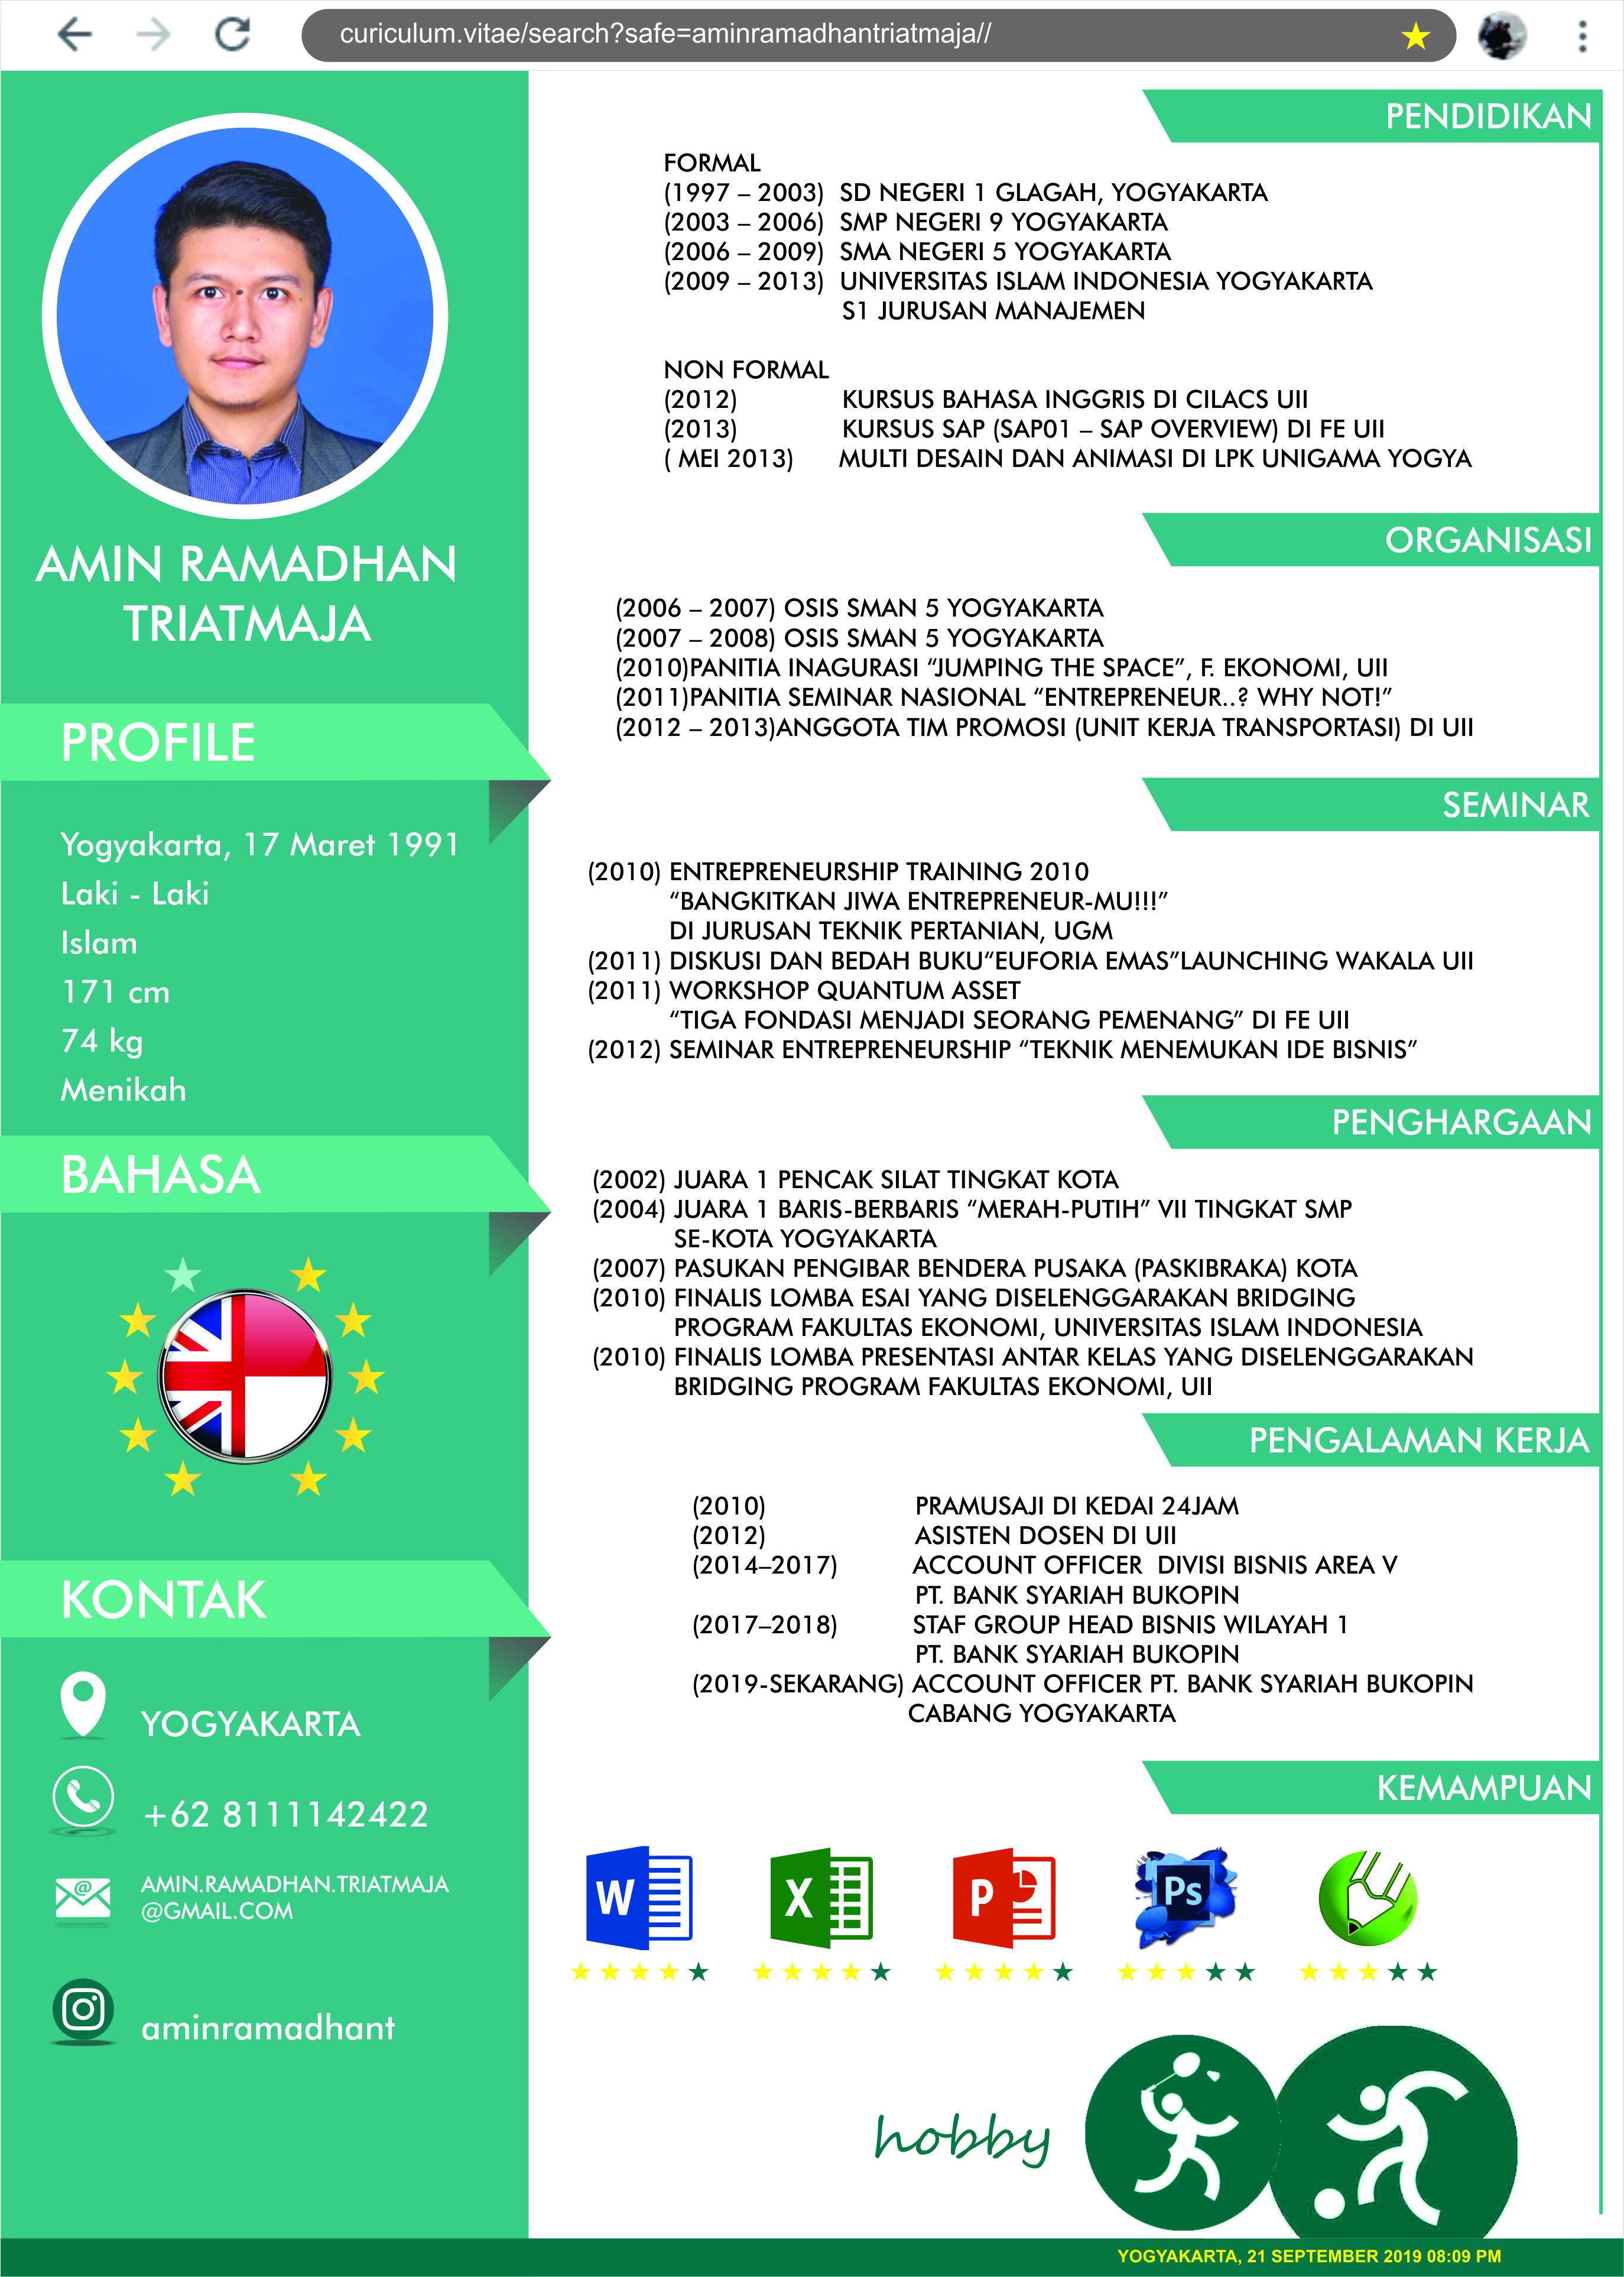 curiculum.vitae/search?safe=aminramadhantriatmaja//
AMIN RAMADHAN
TRIATMAJA
PROFILE
Yogyakarta, 17 Maret 1991
Laki - Laki
Islam
171 cm
74 kg
Menikah
BAHASA
KONTAK
YOGYAKARTA
+62 8111142422
@
AMIN.RAMADHAN.TRIATMAJA
@GMAIL.COM
aminramadhant
PENDIDIKAN
FORMAL
(1997 – 2003) SD NEGERI 1 GLAGAH, YOGYAKARTA
(2003 – 2006) SMP NEGERI 9 YOGYAKARTA
(2006 – 2009) SMA NEGERI 5 YOGYAKARTA
(2009 – 2013) UNIVERSITAS ISLAM INDONESIA YOGYAKARTA
S1 JURUSAN MANAJEMEN
NON FORMAL
(2012) KURSUS BAHASA INGGRIS DI CILACS UII
(2013) KURSUS SAP (SAP01 – SAP OVERVIEW) DI FE UII
( MEI 2013) MULTI DESAIN DAN ANIMASI DI LPK UNIGAMA YOGYA
ORGANISASI
(2006 – 2007) OSIS SMAN 5 YOGYAKARTA
(2007 – 2008) OSIS SMAN 5 YOGYAKARTA
(2010)PANITIA INAGURASI “JUMPING THE SPACE”, F. EKONOMI, UII
(2011)PANITIA SEMINAR NASIONAL “ENTREPRENEUR..? WHY NOT!”
(2012 – 2013)ANGGOTA TIM PROMOSI (UNIT KERJA TRANSPORTASI) DI UII
SEMINAR
(2010) ENTREPRENEURSHIP TRAINING 2010
“BANGKITKAN JIWA ENTREPRENEUR-MU!!!”
DI JURUSAN TEKNIK PERTANIAN, UGM
(2011) DISKUSI DAN BEDAH BUKU“EUFORIA EMAS”LAUNCHING WAKALA UII
(2011) WORKSHOP QUANTUM ASSET
“TIGA FONDASI MENJADI SEORANG PEMENANG” DI FE UII
(2012) SEMINAR ENTREPRENEURSHIP “TEKNIK MENEMUKAN IDE BISNIS”
PENGHARGAAN
(2002) JUARA 1 PENCAK SILAT TINGKAT KOTA
(2004) JUARA 1 BARIS-BERBARIS “MERAH-PUTIH” VII TINGKAT SMP
SE-KOTA YOGYAKARTA
(2007) PASUKAN PENGIBAR BENDERA PUSAKA (PASKIBRAKA) KOTA
(2010) FINALIS LOMBA ESAI YANG DISELENGGARAKAN BRIDGING
PROGRAM FAKULTAS EKONOMI, UNIVERSITAS ISLAM INDONESIA
(2010) FINALIS LOMBA PRESENTASI ANTAR KELAS YANG DISELENGGARAKAN
BRIDGING PROGRAM FAKULTAS EKONOMI, UII
PENGALAMAN KERJA
(2010) PRAMUSAJI DI KEDAI 24JAM
(2012) ASISTEN DOSEN DI UII
(2014–2017) ACCOUNT OFFICER DIVISI BISNIS AREA V
PT. BANK SYARIAH BUKOPIN
(2017–2018) STAF GROUP HEAD BISNIS WILAYAH 1
PT. BANK SYARIAH BUKOPIN
(2019-SEKARANG) ACCOUNT OFFICER PT. BANK SYARIAH BUKOPIN
CABANG YOGYAKARTA
KEMAMPUAN
W X P Ps
hobby
YOGYAKARTA, 21 SEPTEMBER 2019 08:09 PM